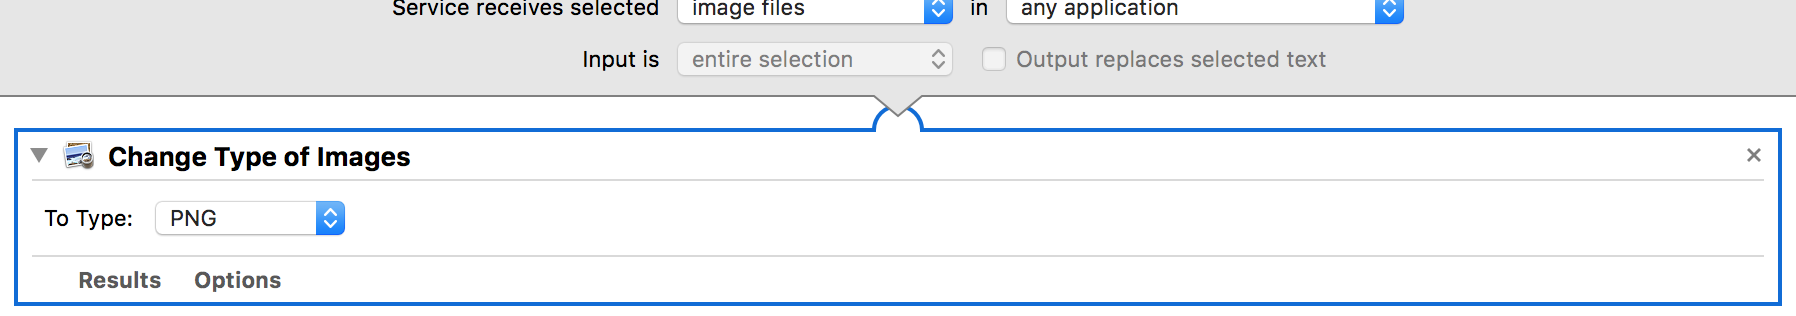 Service receives selected image files in any application
Input is entire selection Output replaces selected text
Change Type of Images
To Type: PNG
Results Options